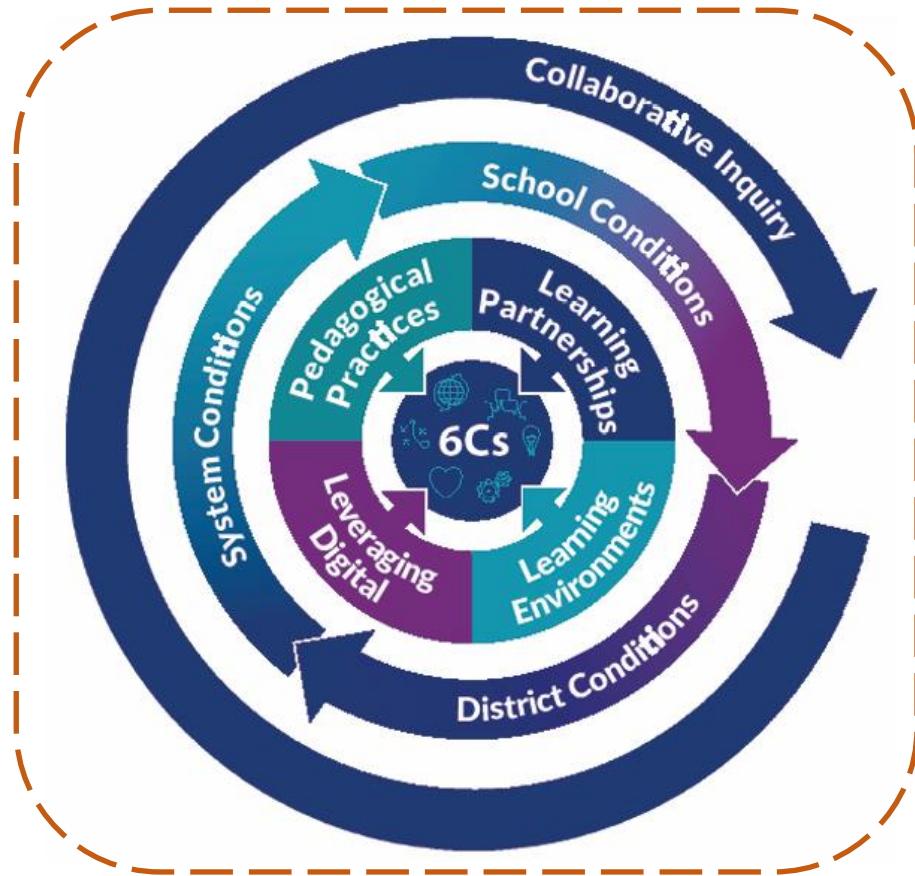 Collaborative Inquiry
School Conditions
System Conditions
District Conditions
Pedagogical
Practices
Learning
Partnerships
6Cs
Leveraging
Digital
Learning
Environments